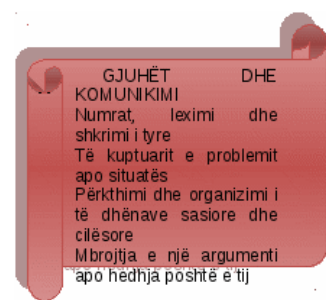 GJUHËT DHE
KOMUNIKIMI
Numrat, leximi dhe
shkrimi i tyre
Të kuptuarit e problemit
apo situatës
Përkthimi dhe organizimi i
të dhënave sasiore dhe
cilësore
Mbrojtja e një argumenti
apo hedhja poshtë e tij